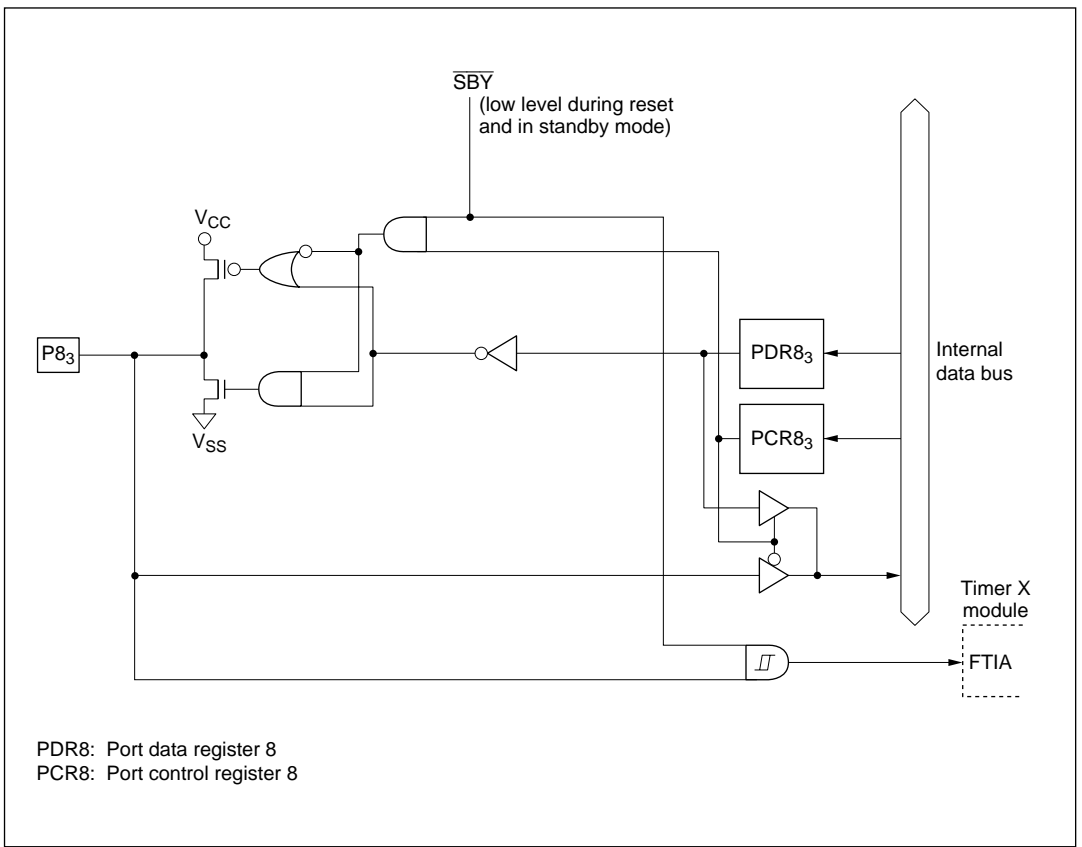 SBY
(low level during reset
and in standby mode)
VCC
P83
VSS
PDR83
PCR83
Internal
data bus
Timer X
module
FTIA
PDR8: Port data register 8
PCR8: Port control register 8